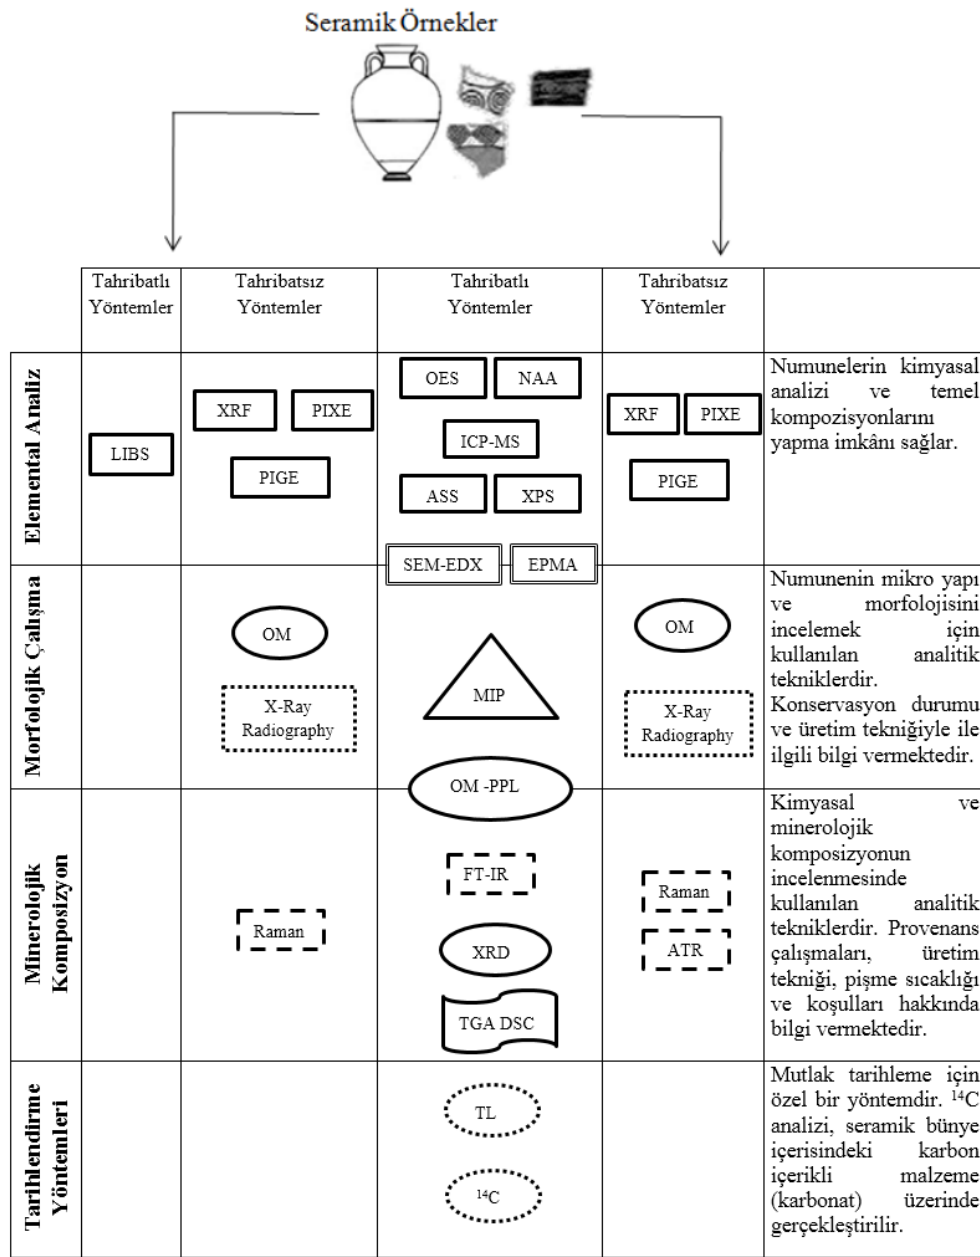 Seramik Örnekler
Tahribatlı
Yöntemler
Tahribatsız
Yöntemler
Tahribatlı
Yöntemler
Tahribatsız
Yöntemler
Elemental Analiz
LIBS
XRF
PIXE
PIGE
OES
NAA
ICP-MS
ASS
XPS
SEM-EDX
EPMA
XRF
PIXE
PIGE
Numunelerin kimyasal
analizi ve temel
kompozisyonlarını
yapma imkânı sağlar.
Morfolojik Çalışma
OM
X-Ray
Radiography
MIP
OM -PPL
OM
X-Ray
Radiography
Numunenin mikro yapı
ve morfolojisini
incelemek için
kullanılan analitik
tekniklerdir.
Konservasyon durumu
ve üretim tekniğiyle ile
ilgili bilgi vermektedir.
Minerolojik
Komposizyon
Raman
FT-IR
XRD
TGA DSC
Raman
ATR
Kimyasal ve
minerolojik
komposizyonun
incelenmesinde
kullanılan analitik
tekniklerdir. Provenans
çalışmaları, üretim
tekniği, pişme sıcaklığı
ve koşulları hakkında
bilgi vermektedir.
Tarihlendirme
Yöntemleri
TL
¹⁴C
Mutlak tarihleme için
özel bir yöntemdir. ¹⁴C
analizi, seramik bünye
içerisindeki karbon
içerikli malzeme
(karbonat) üzerinde
gerçekleştirilir.